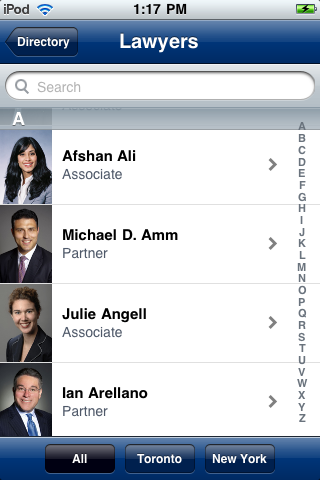 iPod 1:17 PM
Directory Lawyers
Search
Associate
A
Afshan Ali
Associate
Michael D. Amm
Partner
Julie Angell
Associate
Ian Arellano
Partner
A
B
C
D
E
F
G
H
I
J
K
L
M
N
O
P
Q
R
S
T
U
V
W
X
Y
Z
All Toronto New York